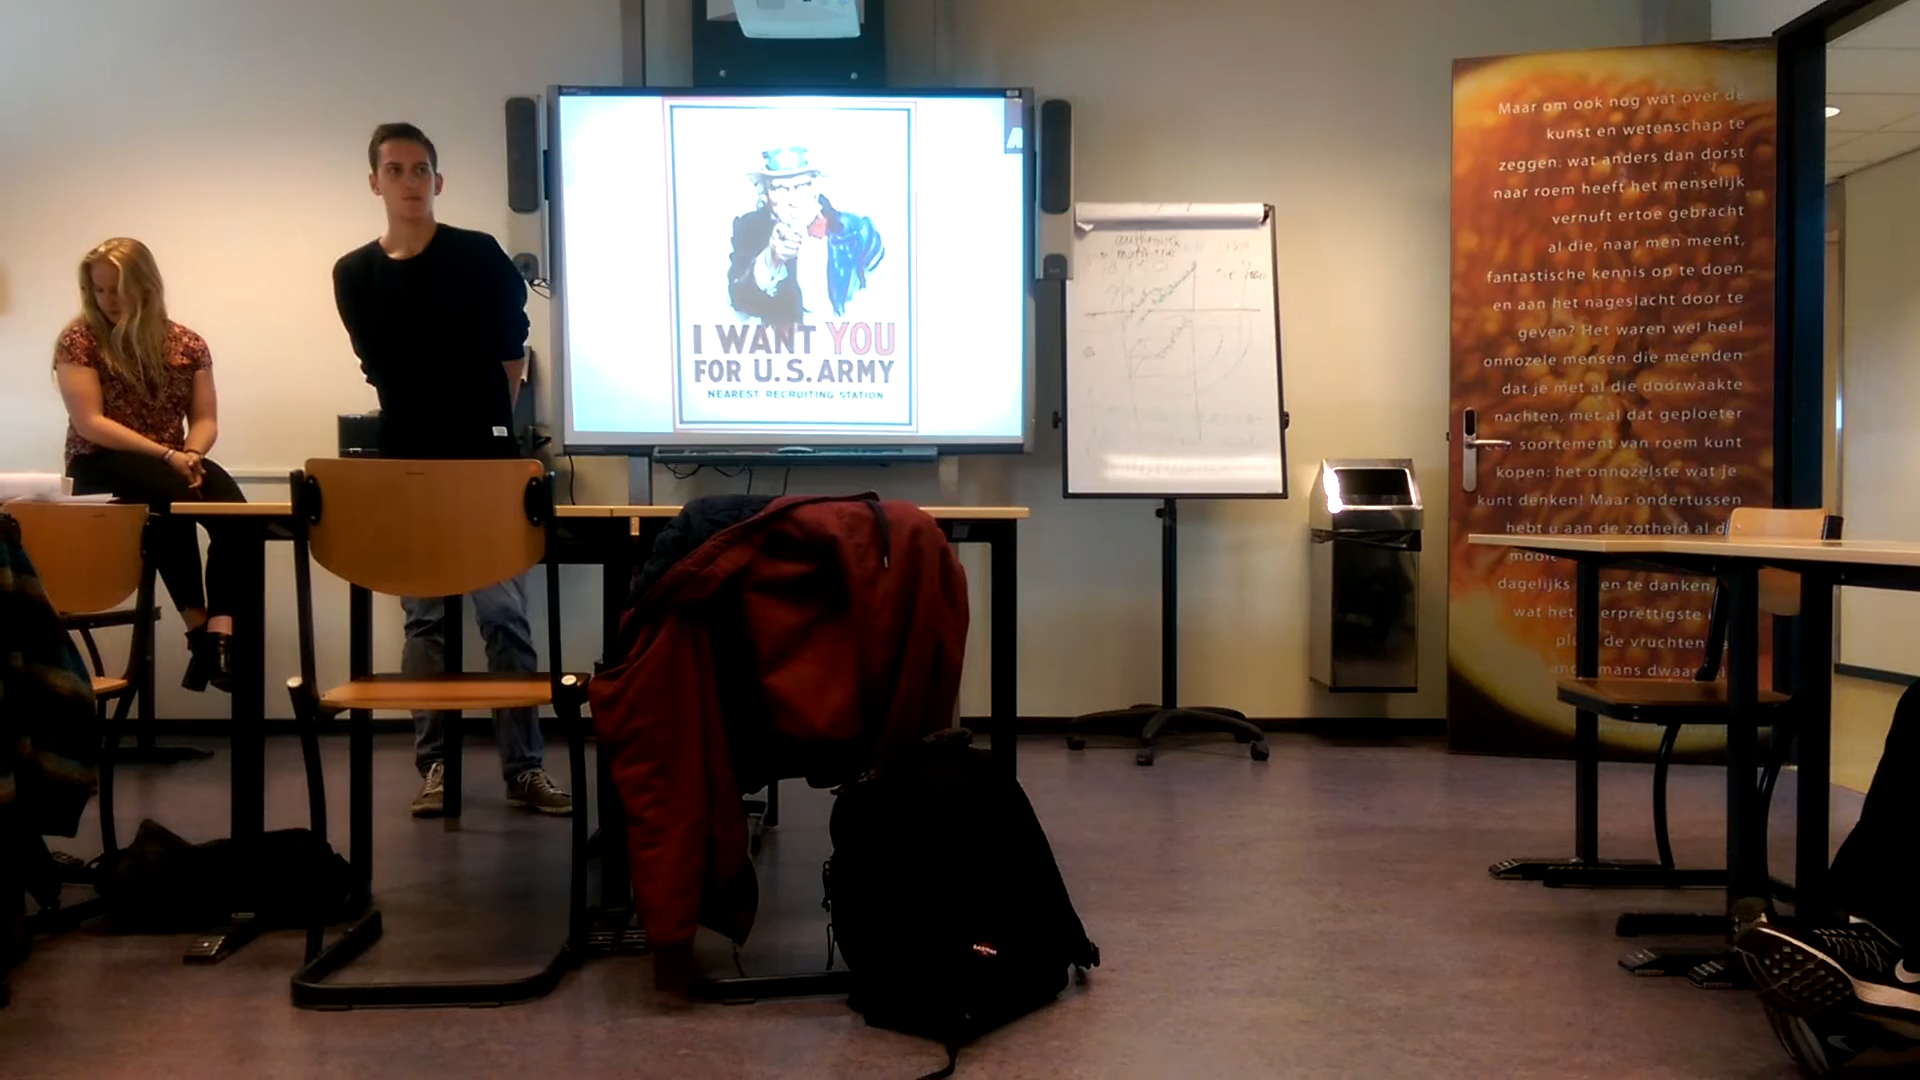 I WANT YOU
FOR U.S. ARMY
NEAREST RECRUITING STATION
Maar om ook nog wat over de
kunst en wetenschap te
zeggen: wat anders dan dorst
naar roem heeft het menselijk
vernuft ertoe gebracht
al die, naar men meent,
fantastische kennis op te doen
en aan het nageslacht door te
geven? Het waren wel heel
onnozele mensen die meenden
dat je met al die doorwaakte
nachten, met al dat geploeter
een soortement van roem kunt
kopen: het onnozelste wat je
kunt denken! Maar ondertussen
hebt u aan de zotheid al
dagelijks en te danken,
wat het
de vruchten
EASTPAK